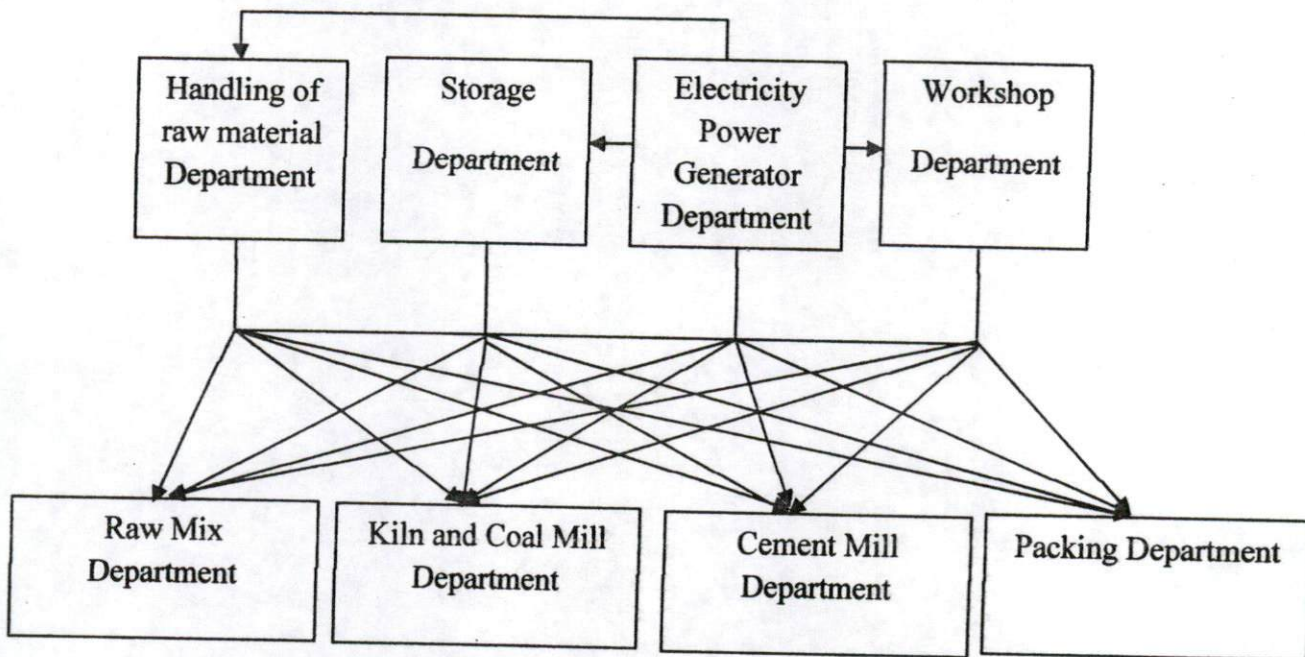 Handling of
raw material
Department
Storage
Department
Electricity
Power
Generator
Department
Workshop
Department
Raw Mix
Department
Kiln and Coal Mill
Department
Cement Mill
Department
Packing Department